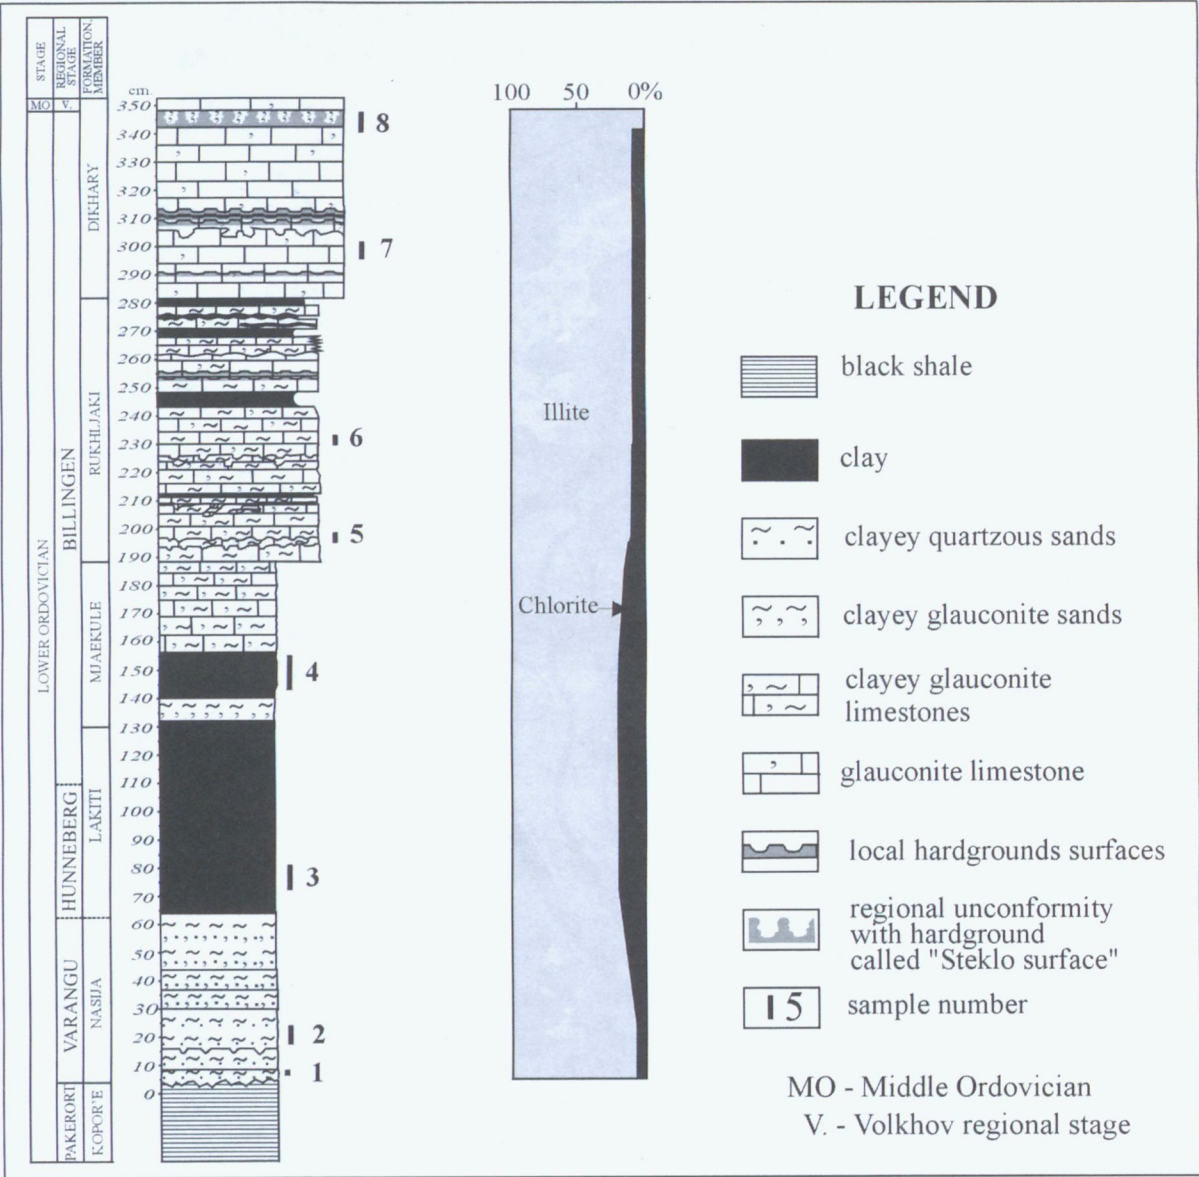 STAGE
REGIONAL
STAGE
FORMATION.
MEMBER
cm.
MO
V.
LOWER ORDOVICIAN
BILLINGEN
HUNNEBERG
VARANGU
PAKERORT
DIKHARY
RUKHLJAKI
MJAEKULE
LAKITI
NASIJA
KOPOR'E
350
340
330
320
310
300
290
280
270
260
250
240
230
220
210
200
190
180
170
160
150
140
130
120
110
100
90
80
70
60
50
40
30
20
10
0
8
7
6
5
4
3
2
1
100 50 0%
Illite
Chlorite
LEGEND
black shale
clay
clayey quartzous sands
clayey glauconite sands
clayey glauconite
limestones
glauconite limestone
local hardgrounds surfaces
regional unconformity
with hardground
called "Steklo surface"
5
sample number
MO - Middle Ordovician
V. - Volkhov regional stage